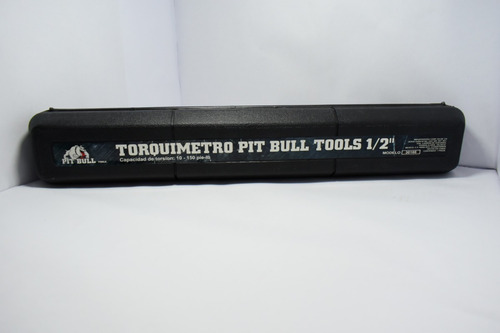 PIT BULL
TORQUIMETRO PIT BULL TOOLS 1/2"
Capacidad de torsion: 10 - 150 pie-lb
MODELO